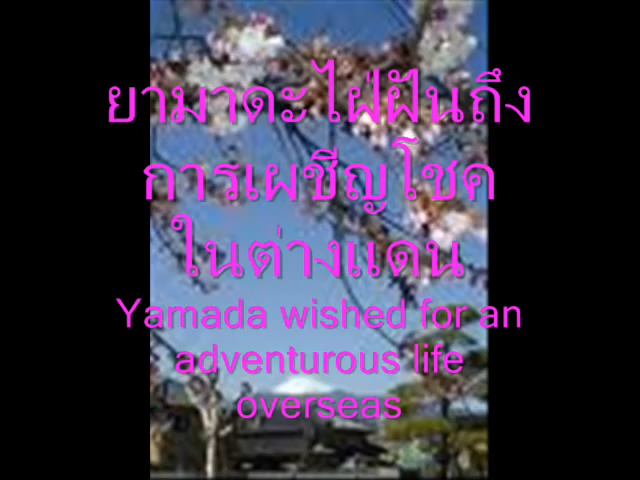 ยามาดะไฝ่ฝันถึง
การเผชีญโชค
ในต่างแดน
Yamada wished for an
adventurous life
overseas